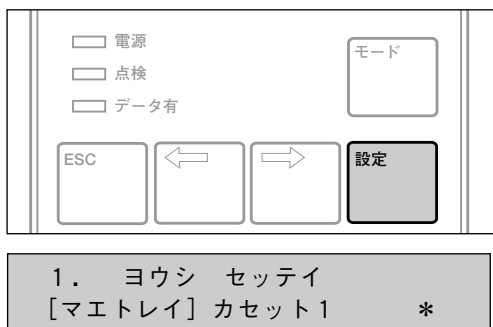 電源
点検
データ有
モード
ESC
設定
1. ヨウシ セッテイ
[マエトレイ] カセット1 *